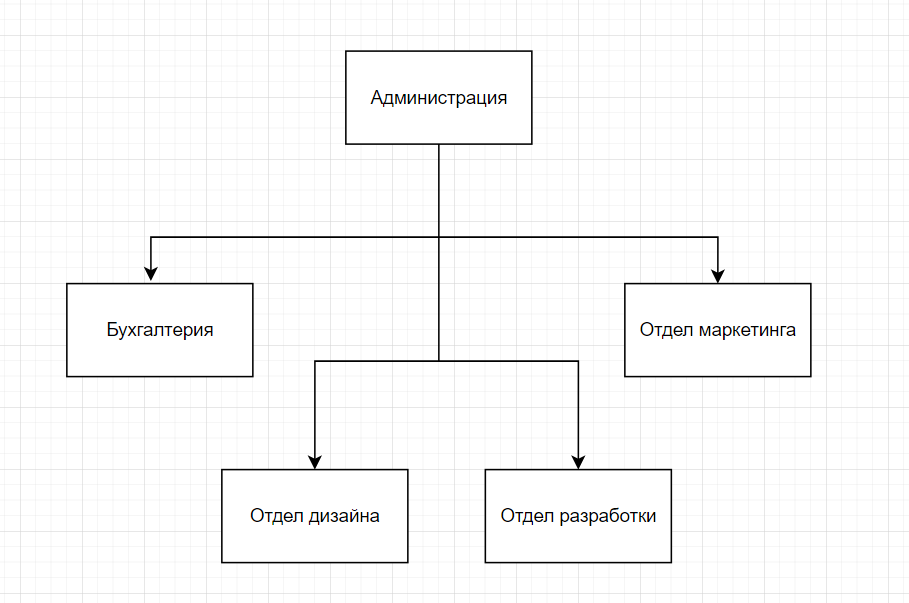 Администрация
Бухгалтерия
Отдел маркетинга
Отдел дизайна
Отдел разработки